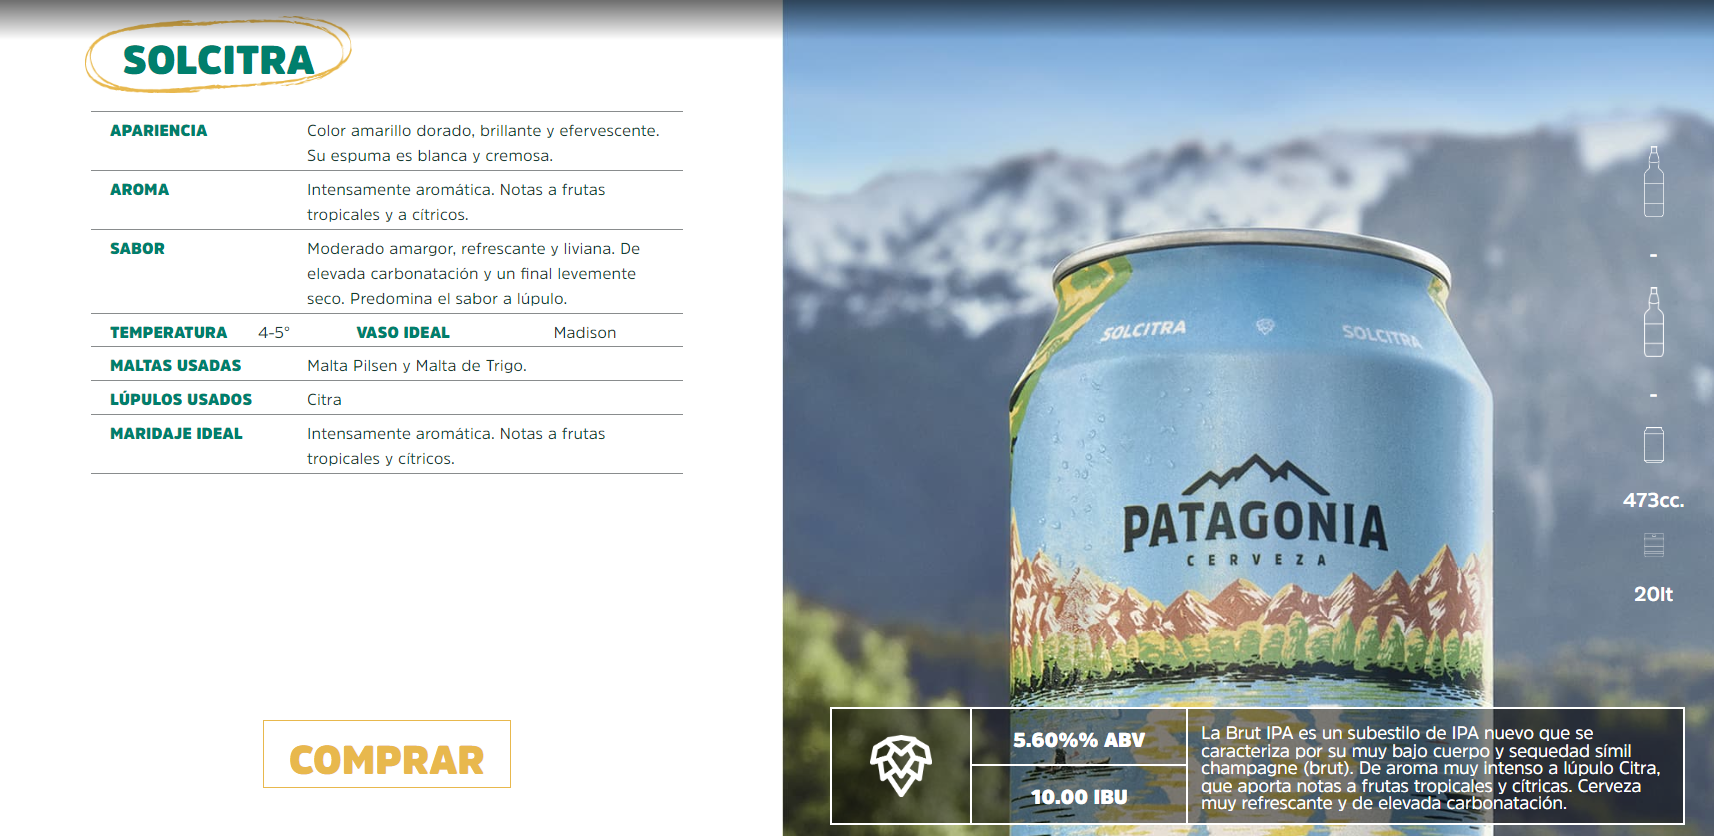 SOLCITRA
APARIENCIA
Color amarillo dorado, brillante y efervescente.
Su espuma es blanca y cremosa.
AROMA
Intensamente aromática. Notas a frutas
tropicales y a cítricos.
SABOR
Moderado amargor, refrescante y liviana. De
elevada carbonatación y un final levemente
seco. Predomina el sabor a lúpulo.
TEMPERATURA 4-5° VASO IDEAL Madison
MALTAS USADAS Malta Pilsen y Malta de Trigo.
LÚPULOS USADOS Citra
MARIDAJE IDEAL
Intensamente aromática. Notas a frutas
tropicales y cítricos.
COMPRAR
SOLCITRA SOLCITRA
PATAGONIA
CERVEZA
-
-
473cc.
20lt
5.60%% ABV
10.00 IBU
La Brut IPA es un subestilo de IPA nuevo que se
caracteriza por su muy bajo cuerpo y sequedad símil
champagne (brut). De aroma muy intenso a lúpulo Citra,
que aporta notas a frutas tropicales y cítricas. Cerveza
muy refrescante y de elevada carbonatación.